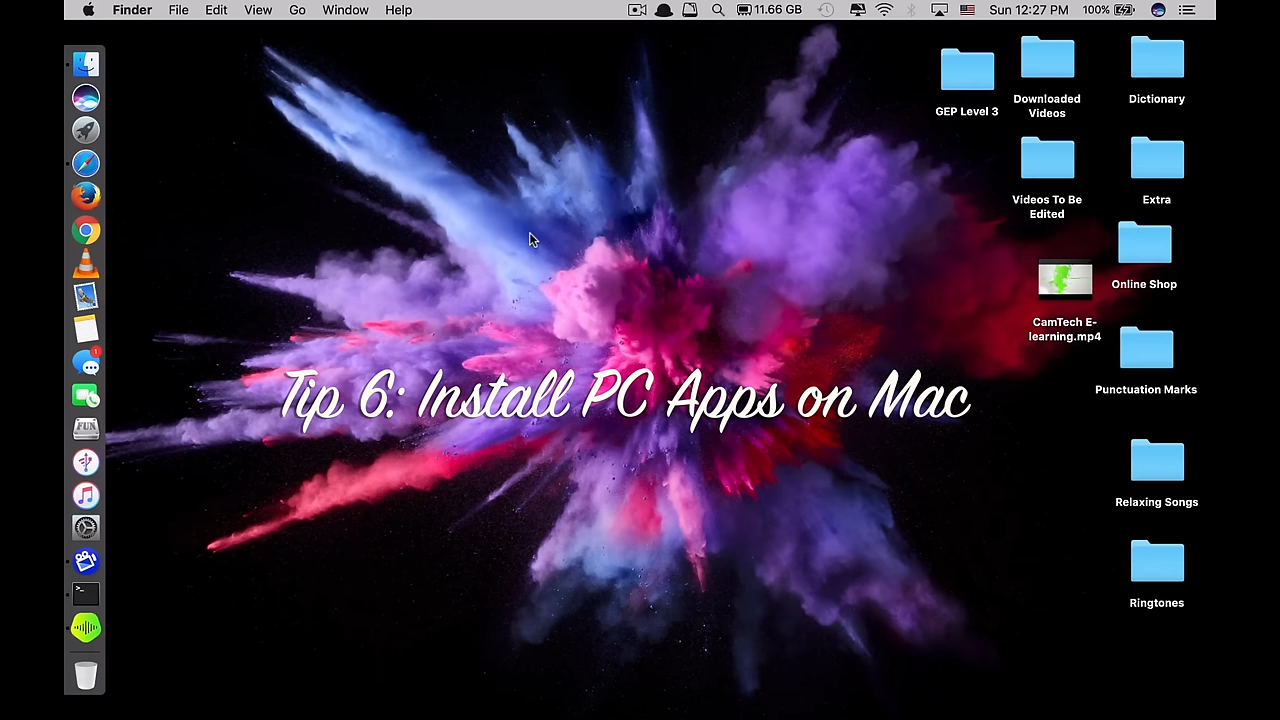 Finder File Edit View Go Window Help 11.66 GB Sun 12:27 PM 100%
GEP Level 3
Downloaded
Videos
Dictionary
Videos To Be
Edited
Extra
Online Shop
CamTech E-
learning.mp4
Punctuation Marks
Relaxing Songs
Ringtones
1
FUN
>_
Tip 6: Install PC Apps on Mac